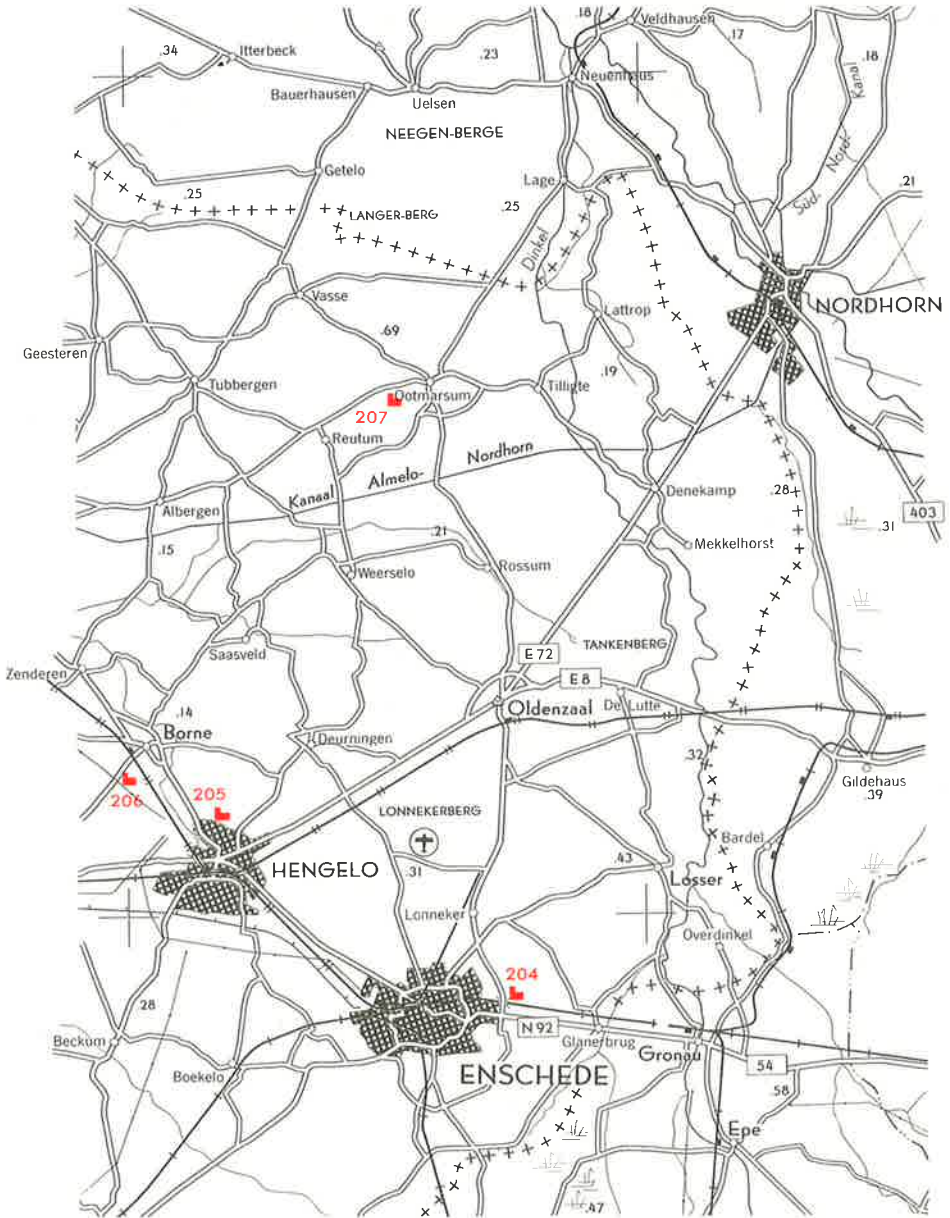 .18
Veldhausen
.34
Itterbeck
.23
.17
.18
Neuenhaus
Bauerhausen
Uelsen
Kanal
NEEGEN-BERGE
Nord-
Süd-
Getelo
Lage
.21
.25
.25
LANGER-BERG
Dinkel
Vasse
Lattrop
NORDHORN
.69
Geesteren
.19
Tubbergen
Ootmarsum
Tilligte
207
Reutum
Nordhorn
Almelo-
Kanaal
Denekamp
.28
Albergen
403
.31
.21
.15
Mekkelhorst
Weerselo
Rossum
TANKENBERG
Saasveld
E 72
Zenderen
E 8
.14
Oldenzaal
De Lutte
Borne
Deurningen
.32
206
205
Gildehaus
.39
LONNEKERBERG
Bardel
.43
HENGELO
.31
Losser
Lonneker
Overdinkel
204
28
N 92
Beckum
Glanerbrug
Gronau
54
Boekelo
ENSCHEDE
.58
Epe
.47